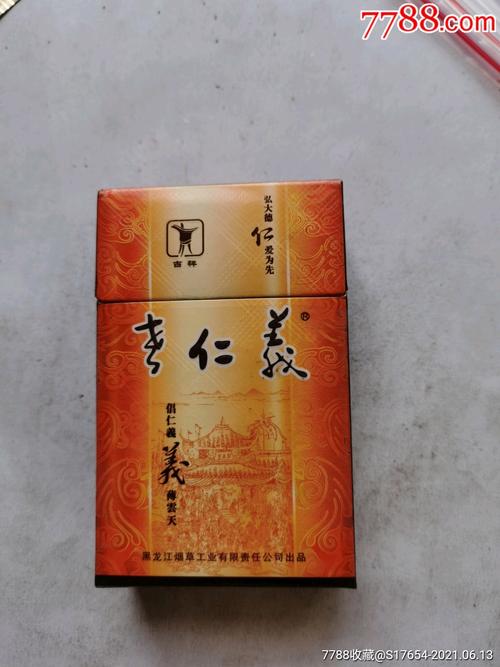 7788.com
弘大德仁爱为先
吉祥
老仁義®
倡仁義義薄雲天
黑龙江烟草工业有限责任公司出品
7788收藏@S17654-2021.06.13